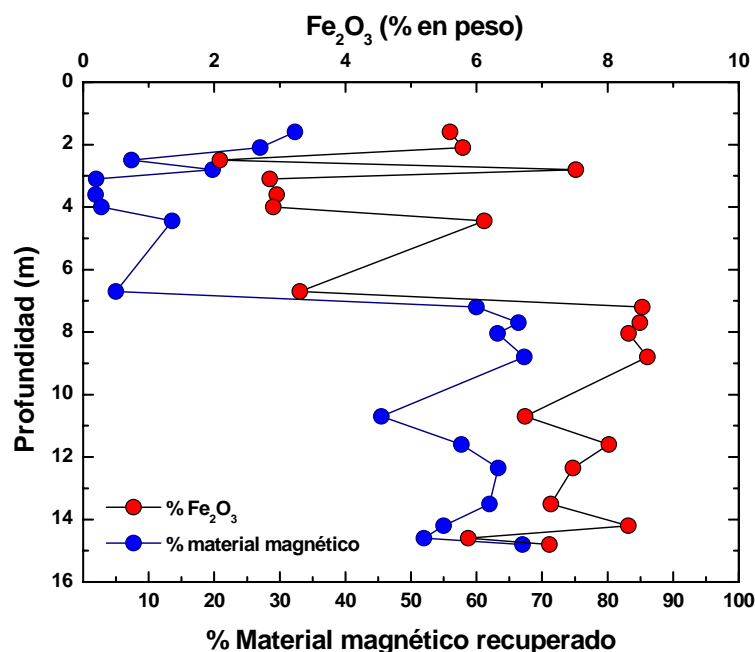 Fe2O3 (% en peso)
0 2 4 6 8 10
0
2
4
6
8
10
12
14
16
Profundidad (m)
% Fe2O3
% material magnético
10 20 30 40 50 60 70 80 90 100
% Material magnético recuperado